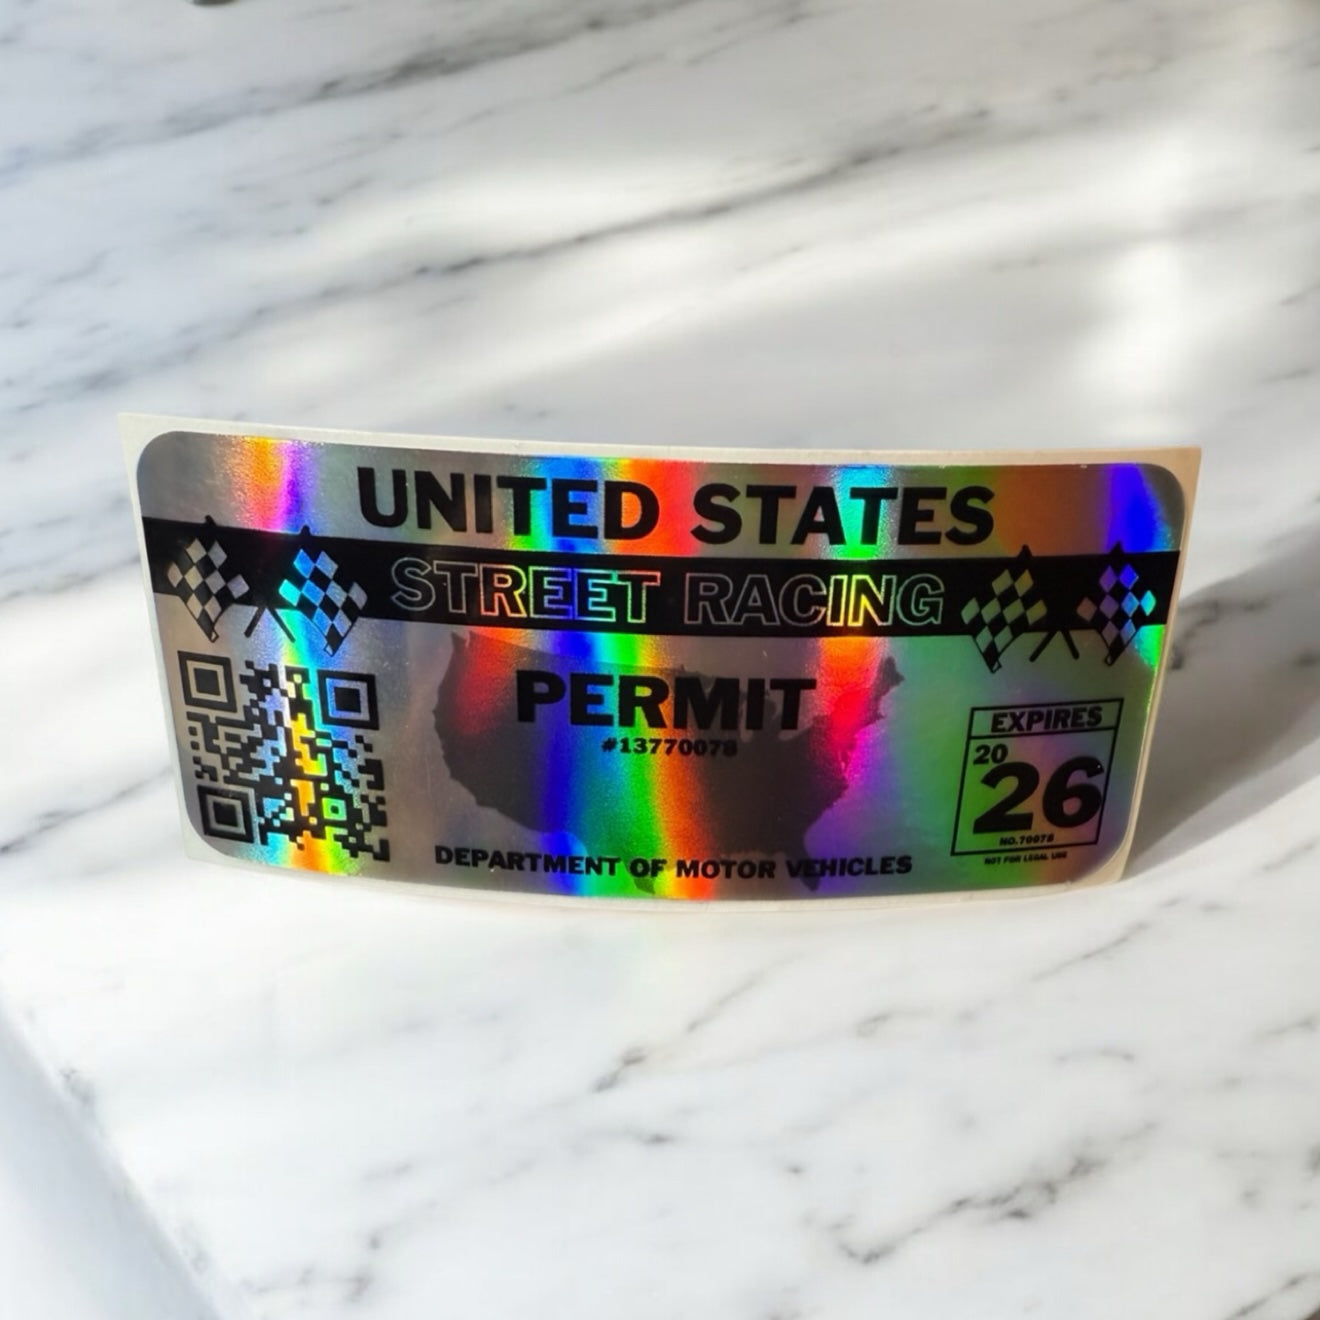 UNITED STATES
STREET RACING
PERMIT
#13770078
EXPIRES
20
26
NO.70078
NOT FOR LEGAL USE
DEPARTMENT OF MOTOR VEHICLES